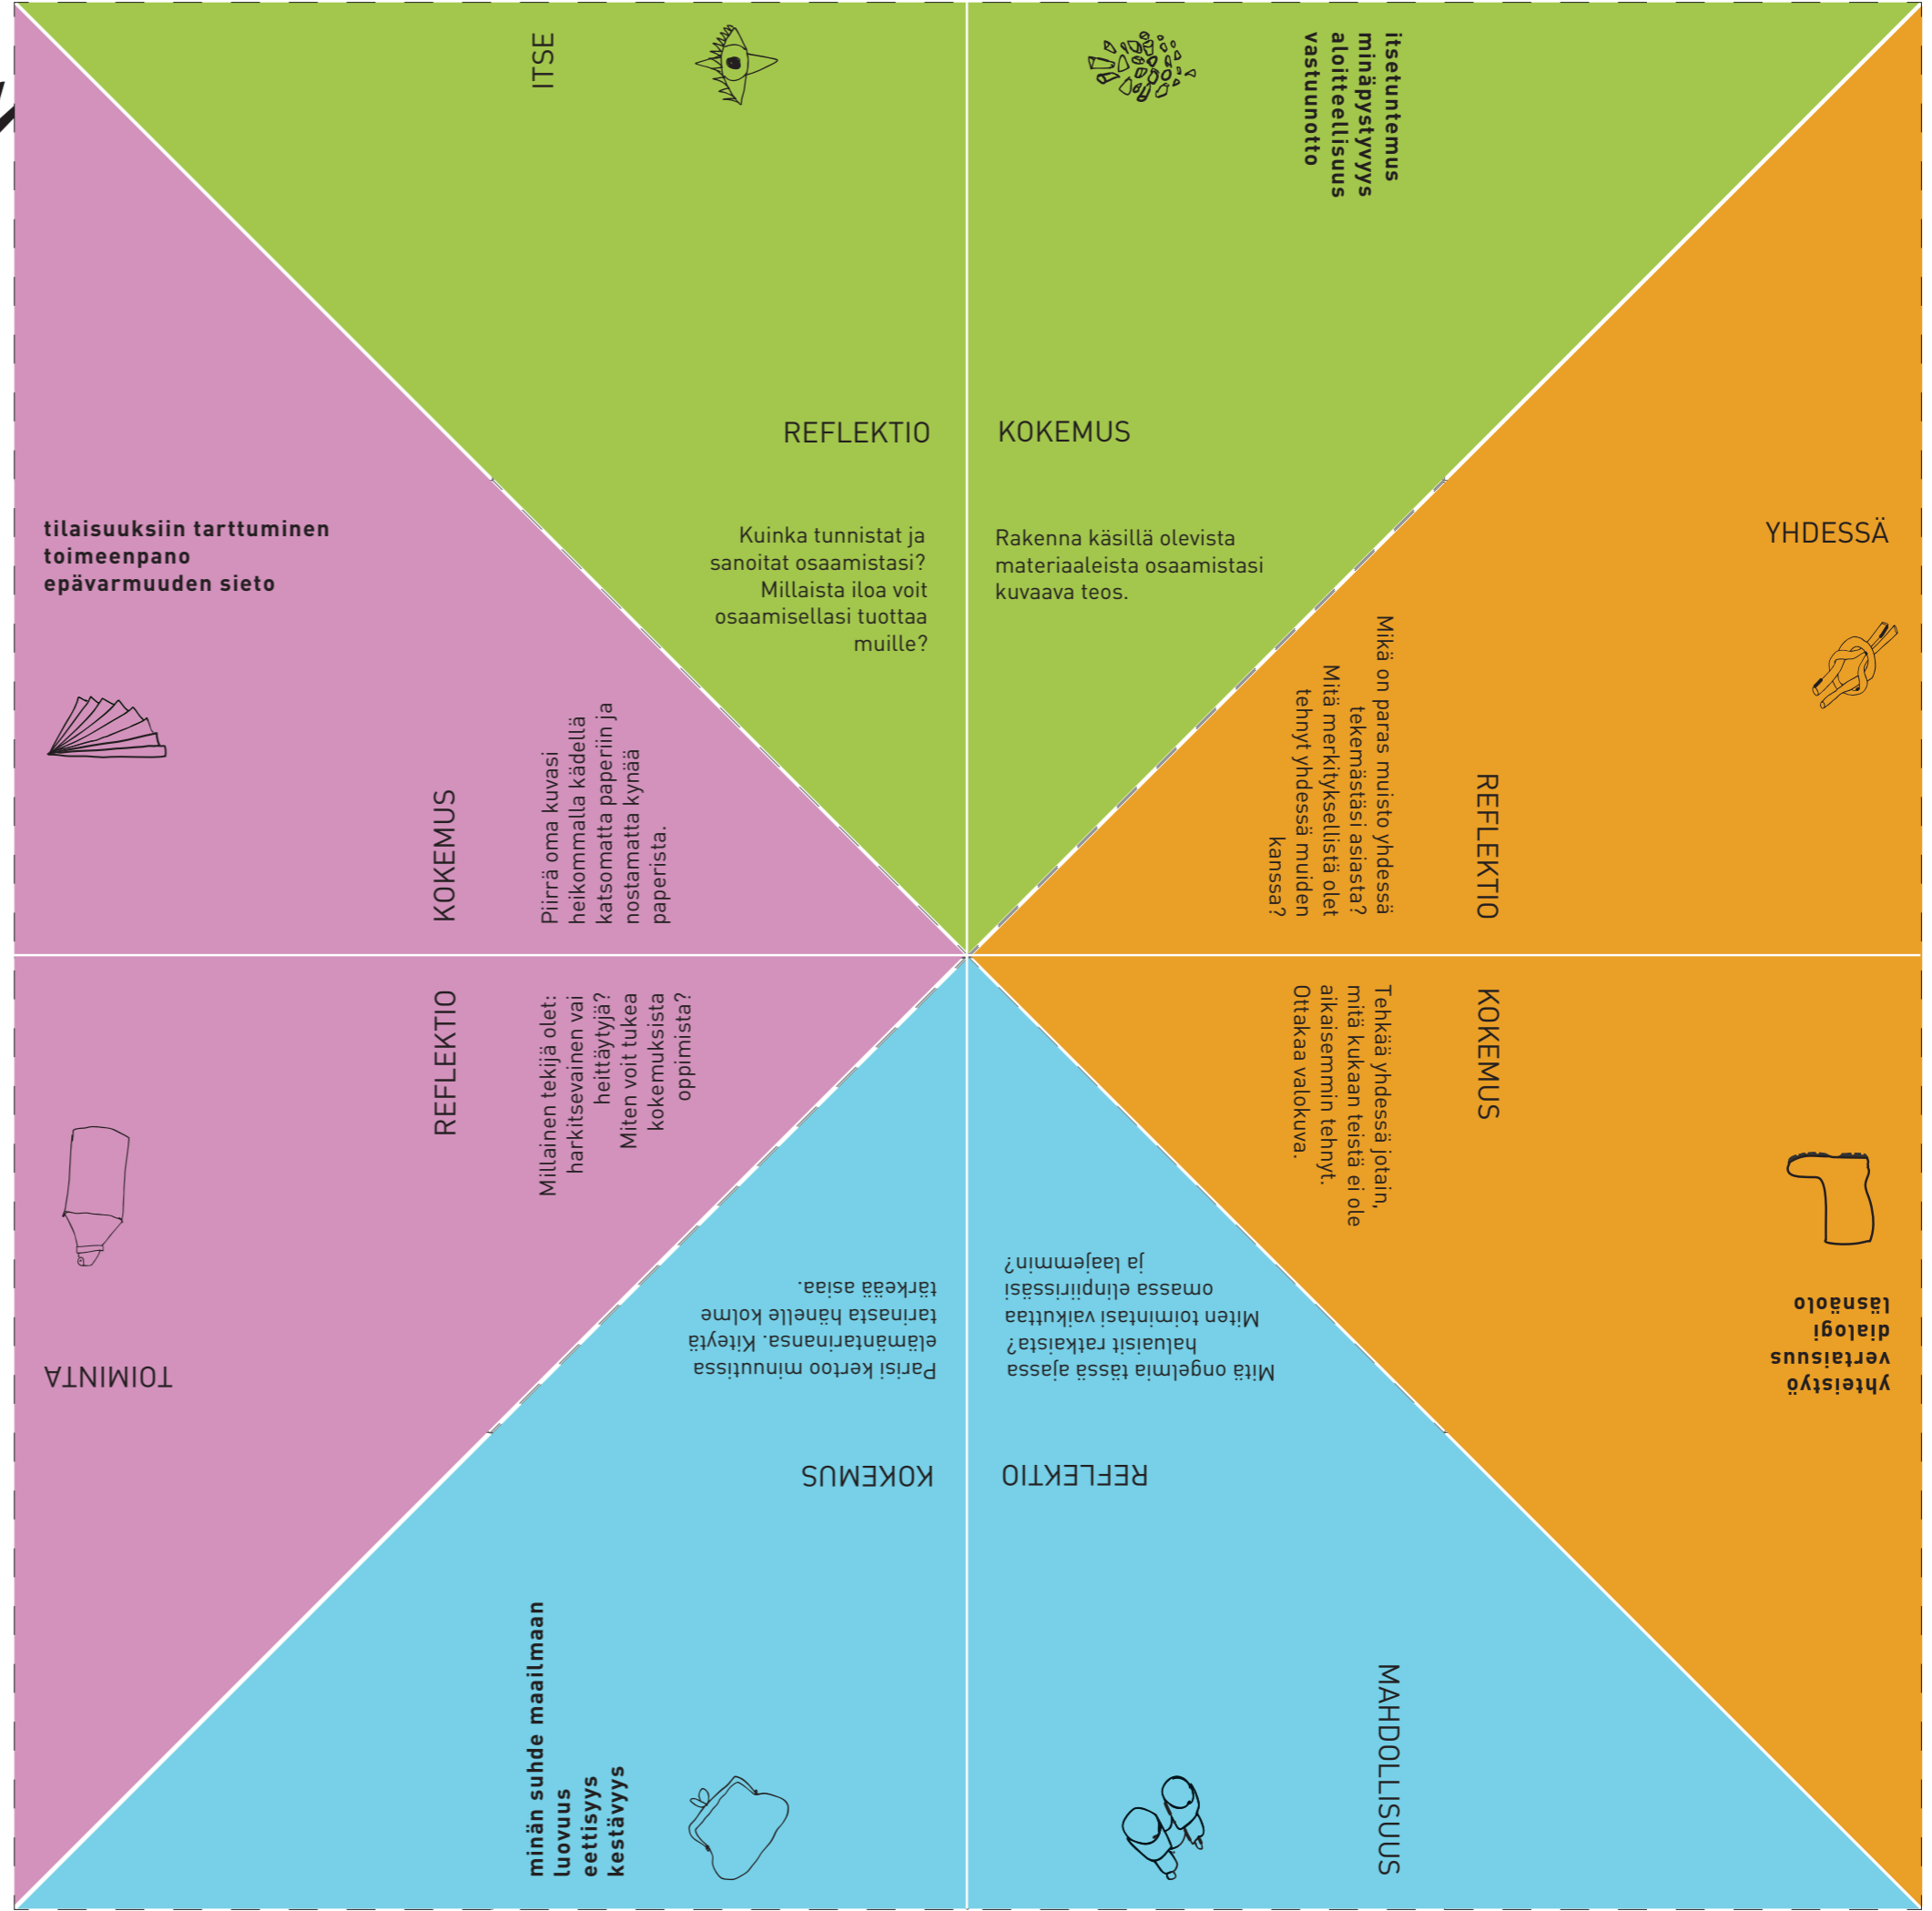 ITSE
itsetuntemus
minäpystyvyys
aloitteellisuus
vastuunotto
REFLEKTIO
Kuinka tunnistat ja
sanoitat osaamistasi?
Millaista iloa voit
osaamisellasi tuottaa
muille?
KOKEMUS
Rakenna käsillä olevista
materiaaleista osaamistasi
kuvaava teos.
YHDESSÄ
REFLEKTIO
Mikä on paras muisto yhdessä
tekemästäsi asiasta?
Mitä merkityksellistä olet
tehnyt yhdessä muiden
kanssa?
KOKEMUS
Tehkää yhdessä jotain,
mitä kukaan teistä ei ole
aikaisemmin tehnyt.
Ottakaa valokuva.
yhteistyö
vertaisuus
dialogi
läsnäolo
MAHDOLLISUUS
REFLEKTIO
Mitä ongelmia tässä ajassa
haluaisit ratkaista?
Miten toimintasi vaikuttaa
omassa elinpiirissäsi
ja laajemmin?
KOKEMUS
Parisi kertoo minuutissa
elämäntarinansa. Kiteytä
tarinasta hänelle kolme
tärkeää asiaa.
minän suhde maailmaan
luovuus
eettisyys
kestävyys
TOIMINTA
REFLEKTIO
Millainen tekijä olet:
harkitsevainen vai
heittäytyjä?
Miten voit tukea
kokemuksista
oppimista?
KOKEMUS
Piirrä oma kuvasi
heikommalla kädellä
katsomatta paperiin ja
nostamatta kynää
paperista.
tilaisuuksiin tarttuminen
toimeenpano
epävarmuuden sieto